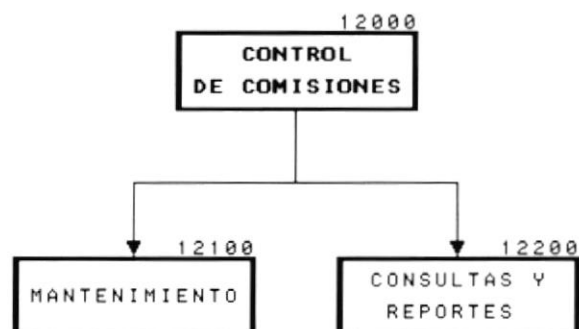 12000
CONTROL
DE COMISIONES
12100
12200
MANTENIMIENTO
CONSULTAS Y
REPORTES